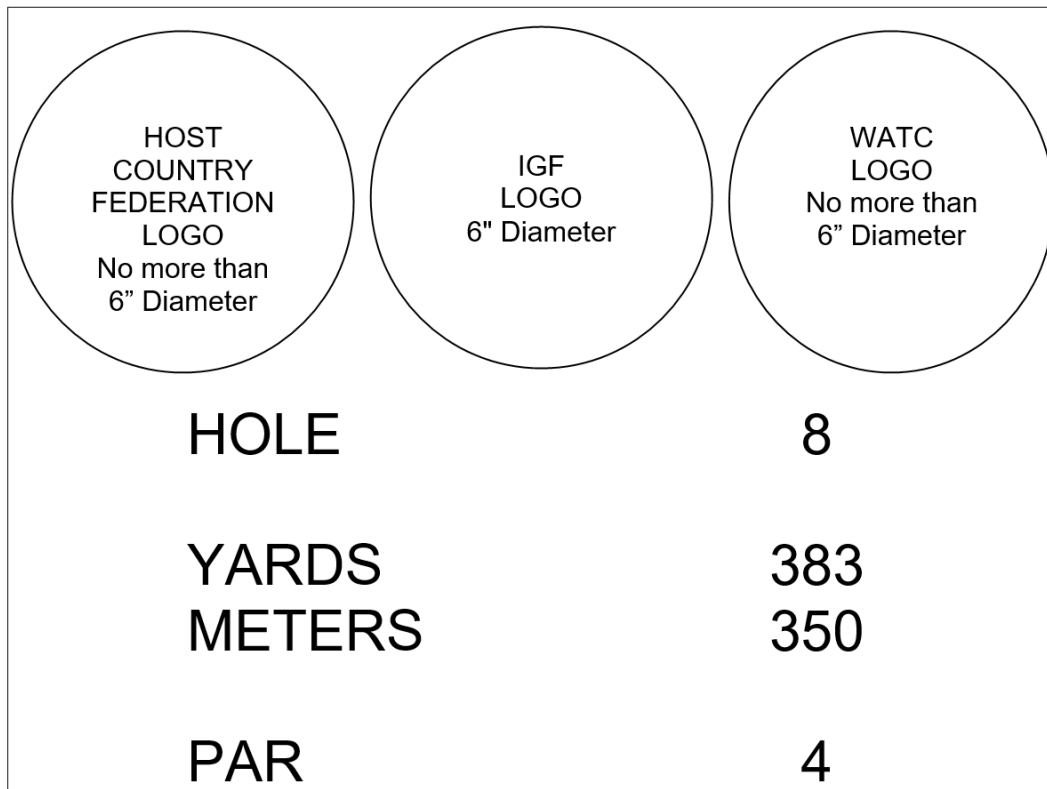 HOST
COUNTRY
FEDERATION
LOGO
No more than
6” Diameter
IGF
LOGO
6" Diameter
WATC
LOGO
No more than
6” Diameter
HOLE 8
YARDS 383
METERS 350
PAR 4